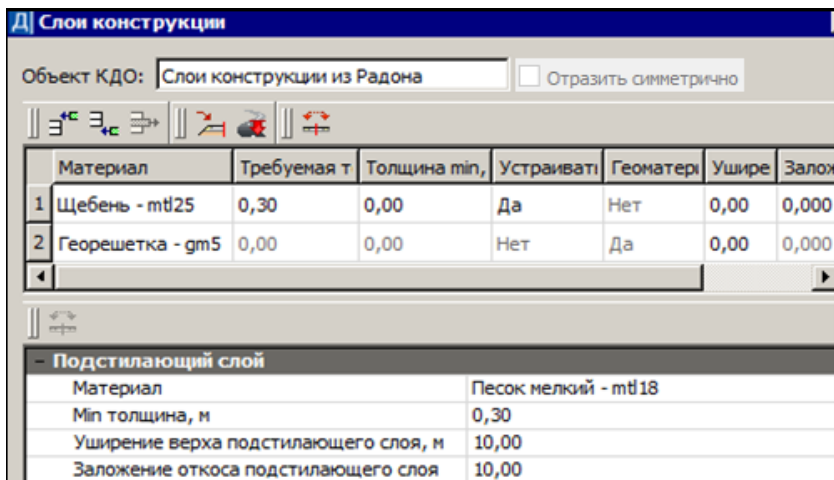 Слои конструкции
Объект КДО: Слои конструкции из Радона Отразить симметрично
Материал Требуемая т Толщина min, Устраивать Геоматери Ушире Залож
1 Щебень - mtl25 0,30 0,00 Да Нет 0,00 0,000
2 Георешетка - gm5 0,00 0,00 Нет Да 0,00 0,000
– Подстилающий слой
Материал Песок мелкий - mtl18
Min толщина, м 0,30
Уширение верха подстилающего слоя, м 10,00
Заложение откоса подстилающего слоя 10,00